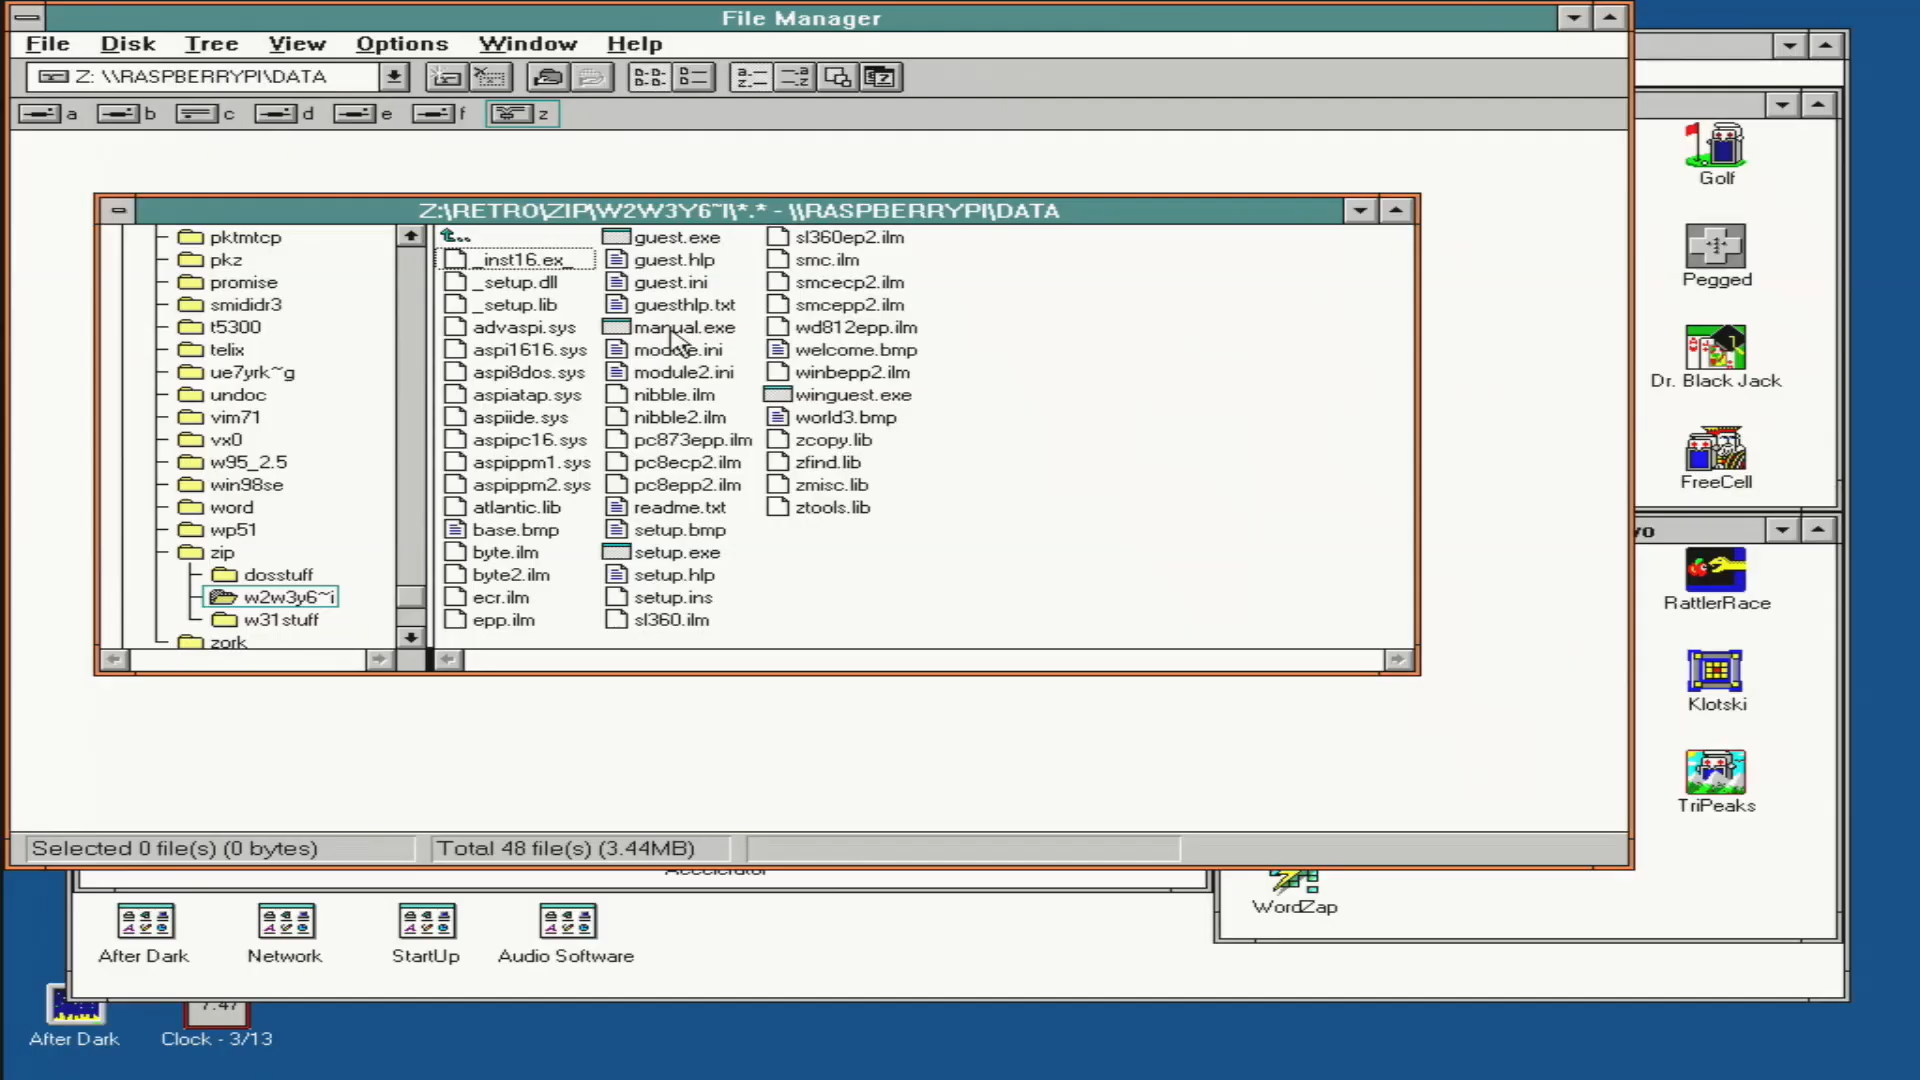 File Manager
File Disk Tree View Options Window Help
Z: \\RASPBERRYPI\DATA
a b c d e f z
Z:\RETRO\ZIP\W2W3Y6~I\*.* - \\RASPBERRYPI\DATA
pktmtcp
pkz
promise
smididr3
t5300
telix
ue7yrk~g
undoc
vim71
vx0
w95_2.5
win98se
word
wp51
zip
dosstuff
w2w3y6~i
w31stuff
zork
..
_inst16.ex_
_setup.dll
_setup.lib
advaspi.sys
aspi1616.sys
aspi8dos.sys
aspiatap.sys
aspiide.sys
aspipc16.sys
aspippm1.sys
aspippm2.sys
atlantic.lib
base.bmp
byte.ilm
byte2.ilm
ecr.ilm
epp.ilm
guest.exe
guest.hlp
guest.ini
guesthlp.txt
manual.exe
module.ini
module2.ini
nibble.ilm
nibble2.ilm
pc873epp.ilm
pc8ecp2.ilm
pc8epp2.ilm
readme.txt
setup.bmp
setup.exe
setup.hlp
setup.ins
sl360.ilm
sl360ep2.ilm
smc.ilm
smcecp2.ilm
smcepp2.ilm
wd812epp.ilm
welcome.bmp
winbepp2.ilm
winguest.exe
world3.bmp
zcopy.lib
zfind.lib
zmisc.lib
ztools.lib
Selected 0 file(s) (0 bytes)
Total 48 file(s) (3.44MB)
Golf
Pegged
Dr. Black Jack
FreeCell
RattlerRace
Klotski
TriPeaks
WordZap
After Dark
Network
StartUp
Audio Software
After Dark
Clock - 3/13